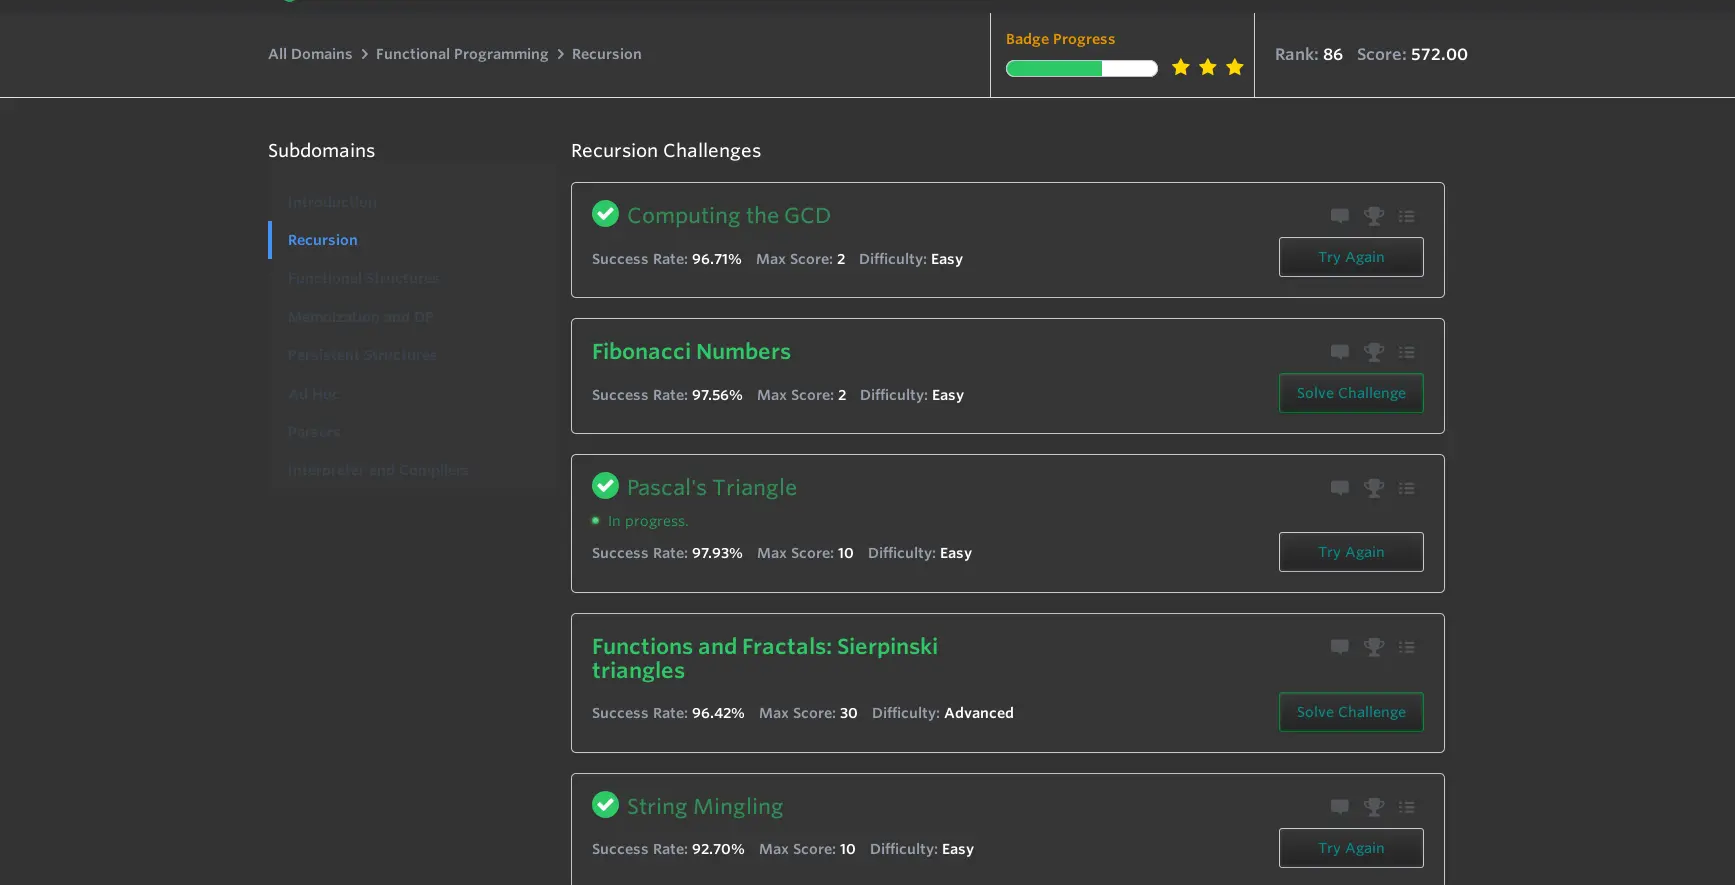 All Domains > Functional Programming > Recursion
Badge Progress
Rank: 86 Score: 572.00
Subdomains
Introduction
Recursion
Functional Structures
Memoization and DP
Persistent Structures
Ad Hoc
Parsers
Interpreter and Compilers
Recursion Challenges
Computing the GCD
Success Rate: 96.71% Max Score: 2 Difficulty: Easy
Try Again
Fibonacci Numbers
Success Rate: 97.56% Max Score: 2 Difficulty: Easy
Solve Challenge
Pascal's Triangle
In progress.
Success Rate: 97.93% Max Score: 10 Difficulty: Easy
Try Again
Functions and Fractals: Sierpinski
triangles
Success Rate: 96.42% Max Score: 30 Difficulty: Advanced
Solve Challenge
String Mingling
Success Rate: 92.70% Max Score: 10 Difficulty: Easy
Try Again